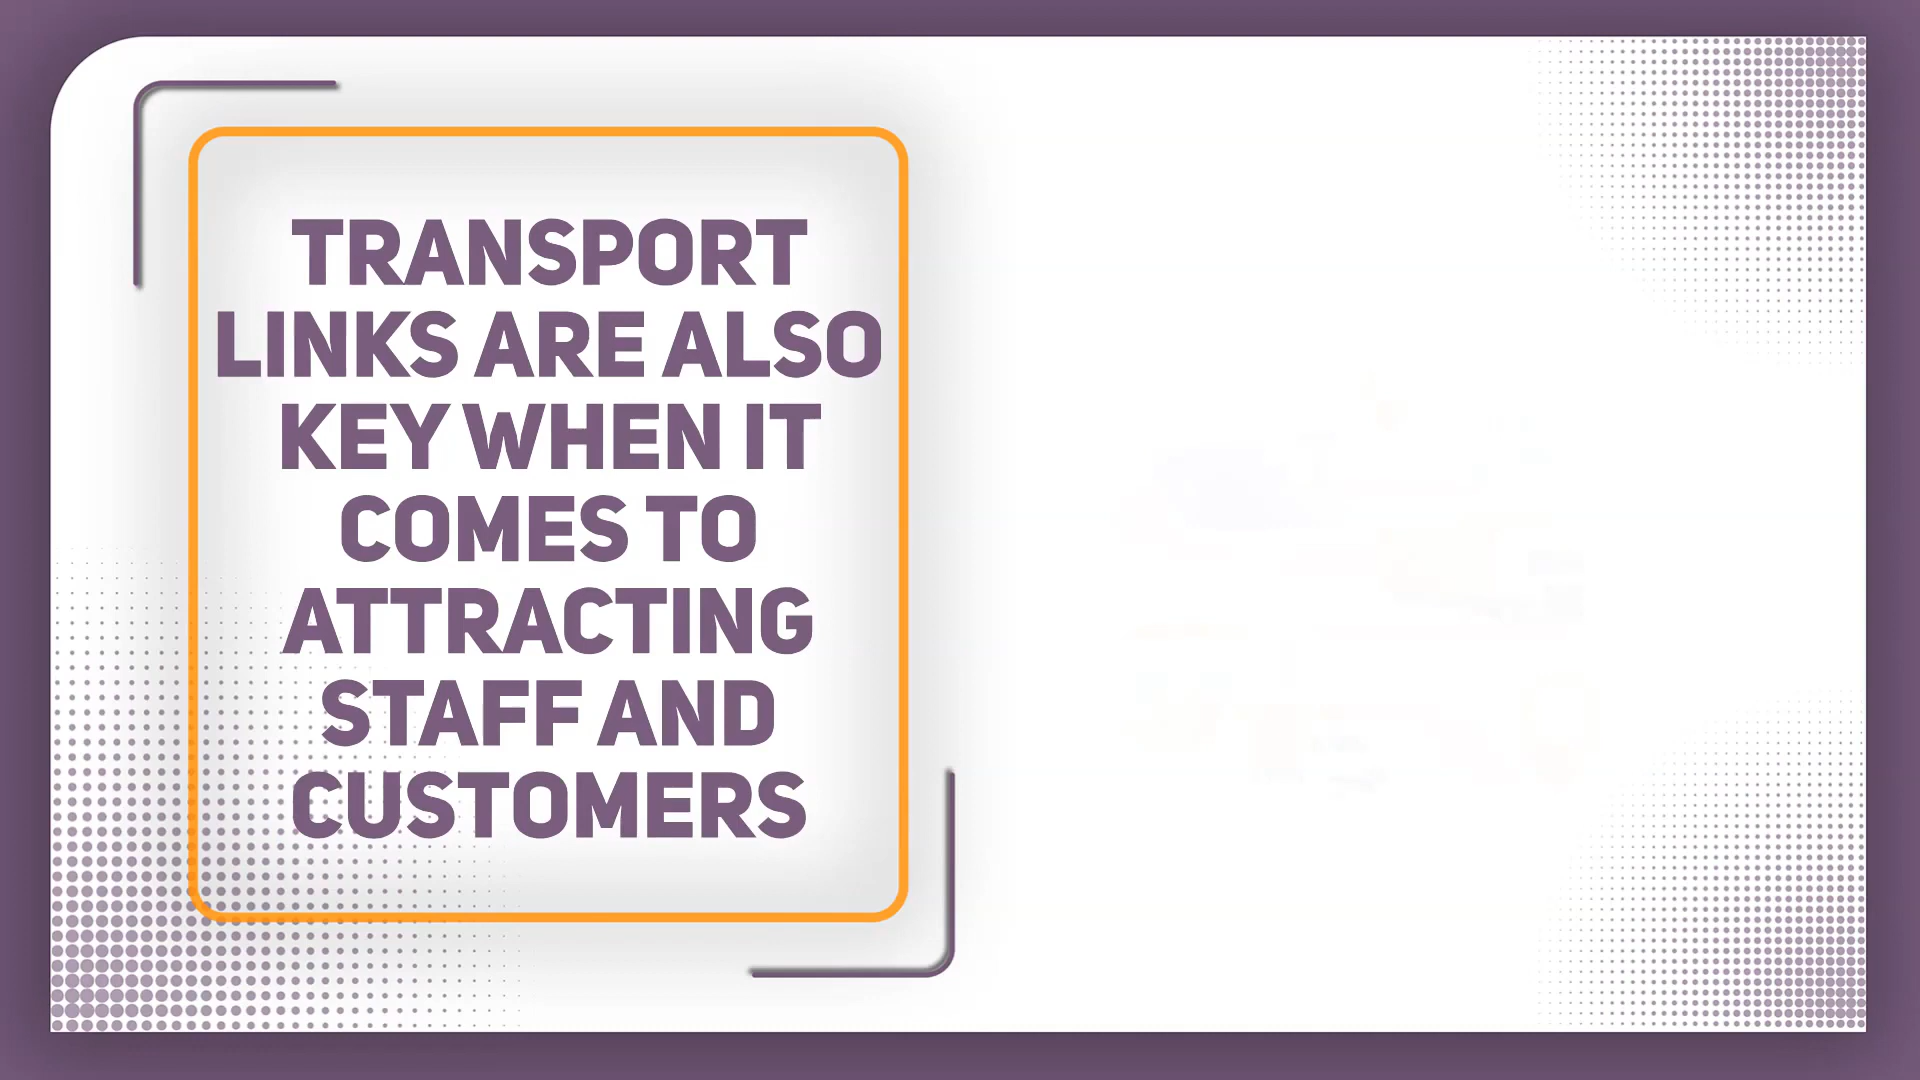 TRANSPORT
LINKS ARE ALSO
KEY WHEN IT
COMES TO
ATTRACTING
STAFF AND
CUSTOMERS